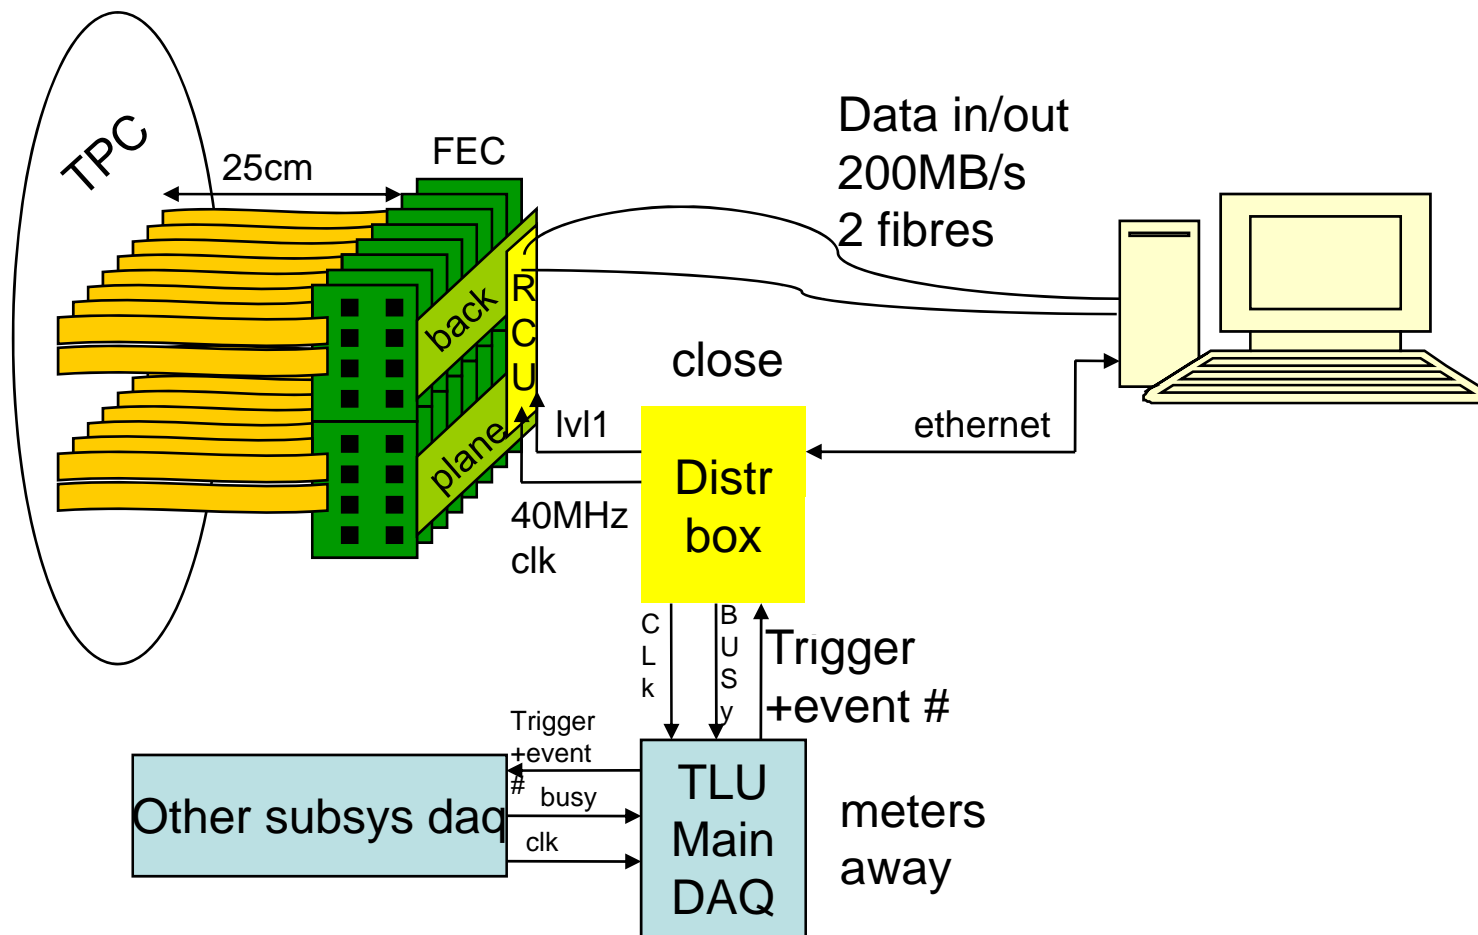 TPC
25cm
FEC
Data in/out
200MB/s
2 fibres
back
plane
R
C
U
close
lvl1
40MHz
clk
ethernet
Distr
box
C
L
k
B
U
S
y
Trigger
+event #
Trigger
+event
#
busy
clk
Other subsys daq
TLU
Main
DAQ
meters
away